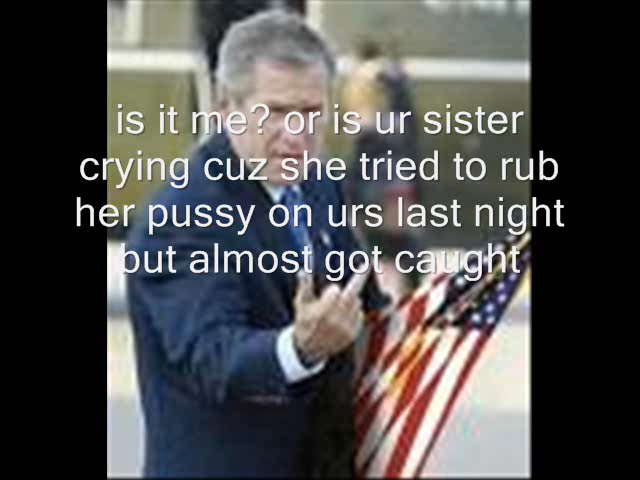 is it me? or is ur sister
crying cuz she tried to rub
her pussy on urs last night
but almost got caught